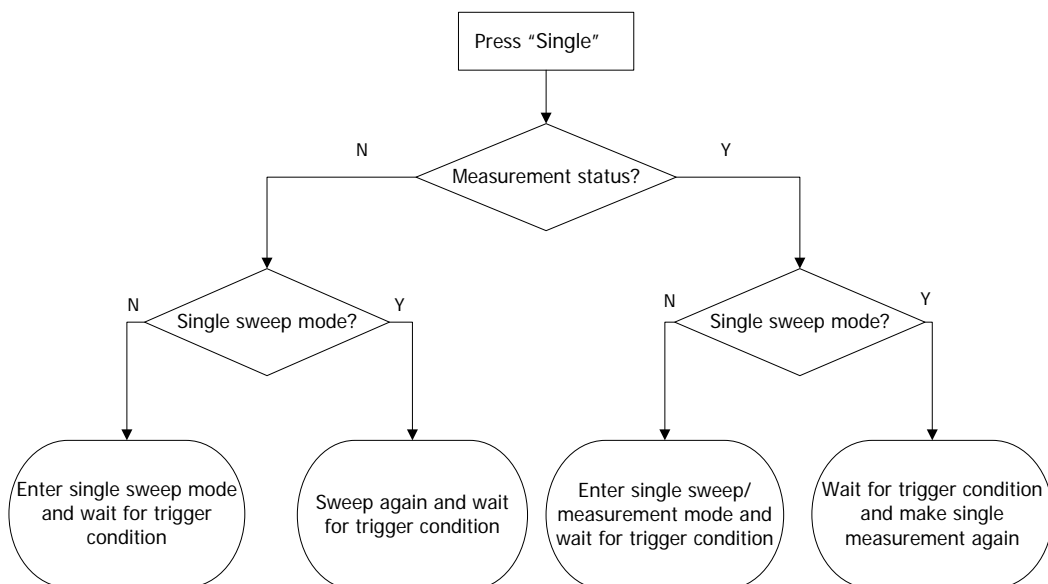 Press “Single”
N
Y
Measurement status?
N
Y
N
Y
Single sweep mode?
Single sweep mode?
Enter single sweep mode
and wait for trigger
condition
Sweep again and wait
for trigger condition
Enter single sweep/
measurement mode and
wait for trigger condition
Wait for trigger condition
and make single
measurement again